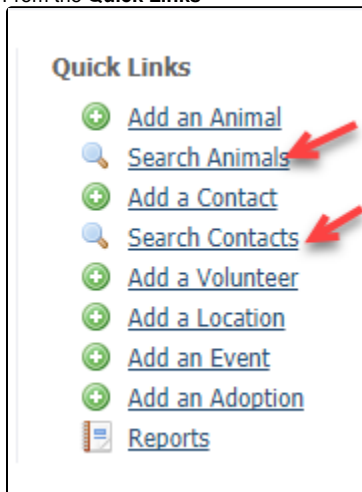 From the Quick Links
Quick Links
Add an Animal
Search Animals
Add a Contact
Search Contacts
Add a Volunteer
Add a Location
Add an Event
Add an Adoption
Reports